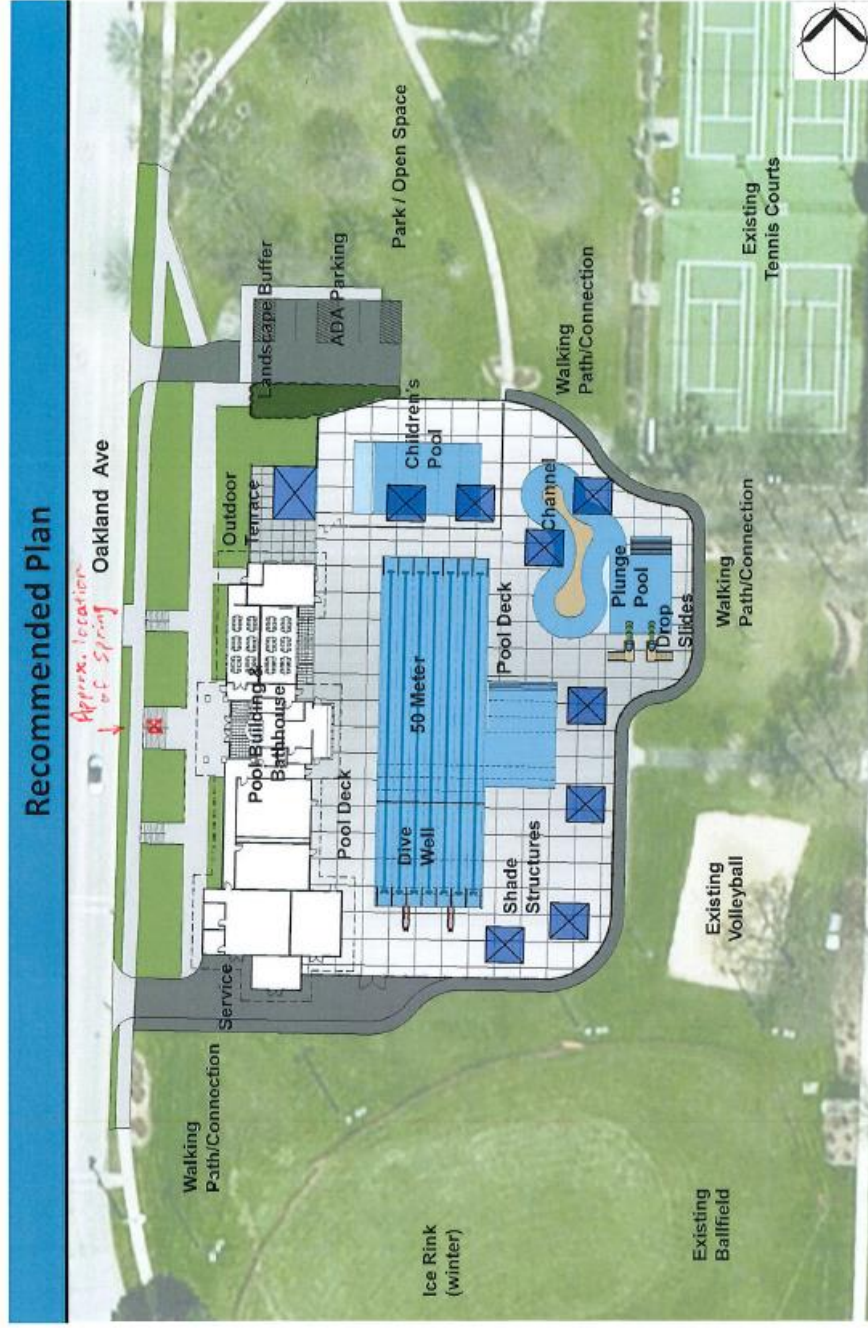 Recommended Plan
Approx. location
of spring
Oakland Ave
Walking
Path/Connection
Service
Pool Building &
Bathhouse
Outdoor
Terrace
Landscape Buffer
ADA Parking
Park / Open Space
Pool Deck
Children's
Pool
Ice Rink
(winter)
Dive
Well
50 Meter
Pool Deck
Channel
Walking
Path/Connection
Shade
Structures
Plunge
Pool
Drop
Slides
Existing
Ballfield
Existing
Volleyball
Walking
Path/Connection
Existing
Tennis Courts